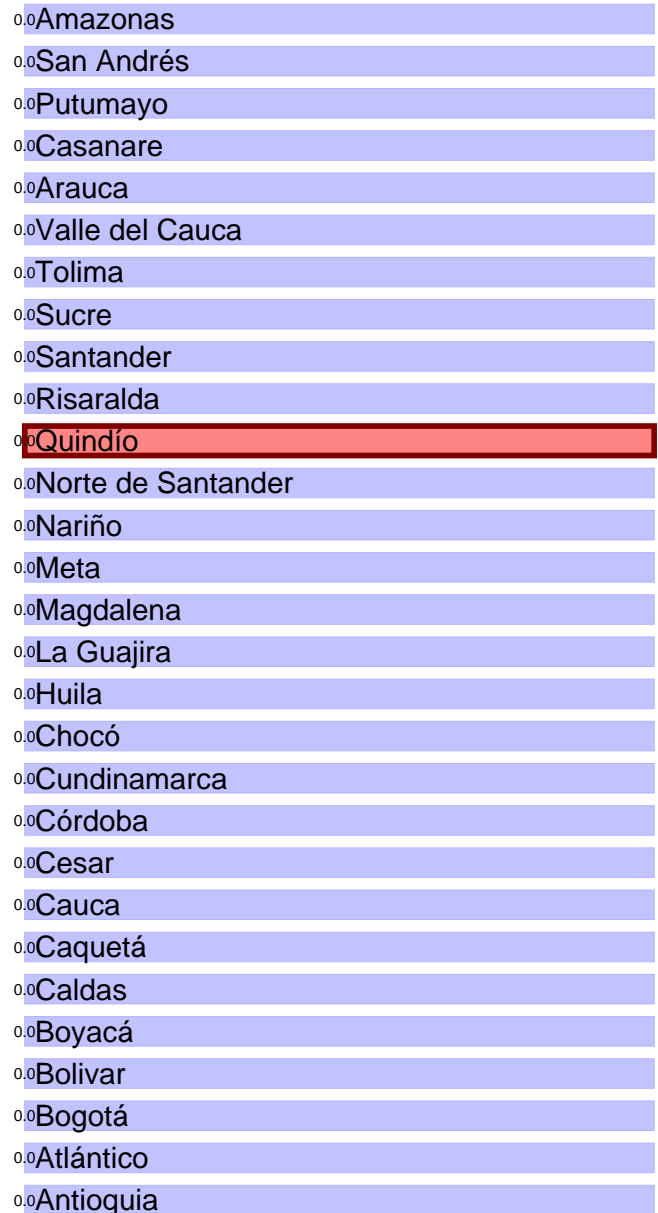 0.0Amazonas
0.0San Andrés
0.0Putumayo
0.0Casanare
0.0Arauca
0.0Valle del Cauca
0.0Tolima
0.0Sucre
0.0Santander
0.0Risaralda
0.0Quindío
0.0Norte de Santander
0.0Nariño
0.0Meta
0.0Magdalena
0.0La Guajira
0.0Huila
0.0Chocó
0.0Cundinamarca
0.0Córdoba
0.0Cesar
0.0Cauca
0.0Caquetá
0.0Caldas
0.0Boyacá
0.0Bolivar
0.0Bogotá
0.0Atlántico
0.0Antioquia